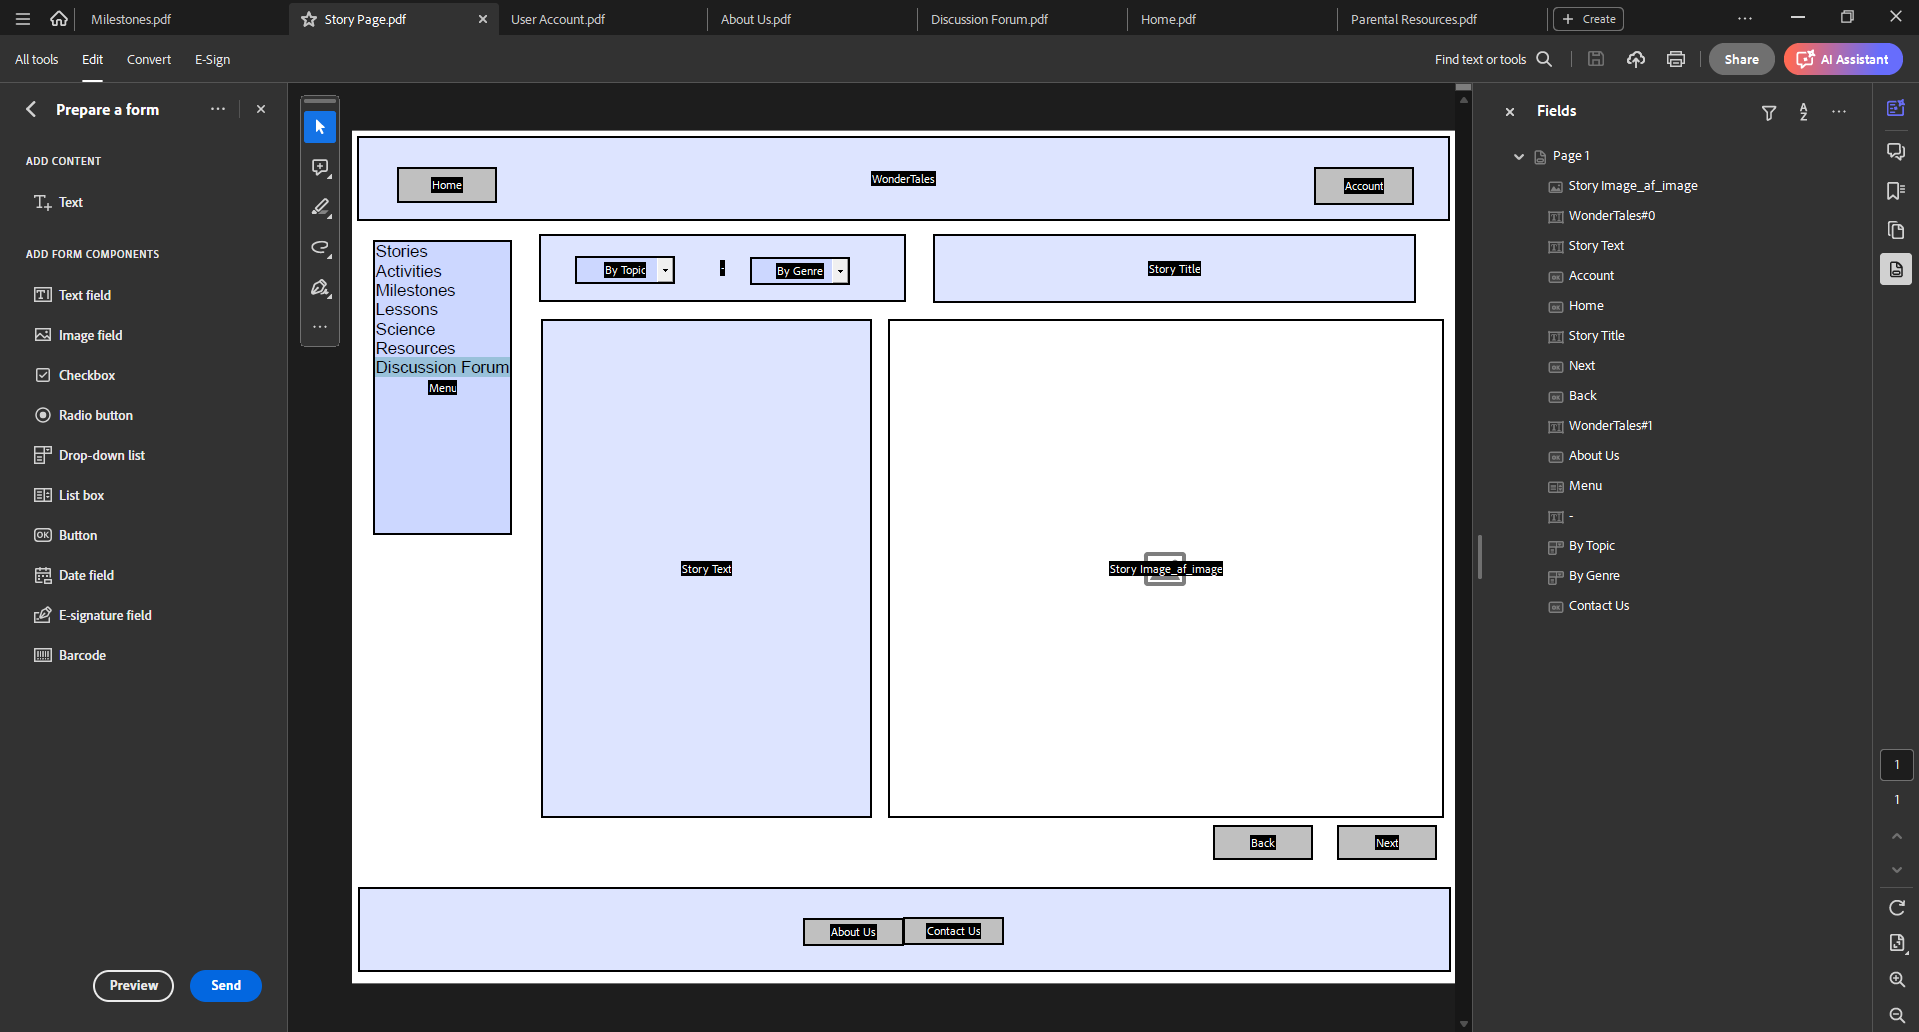 Milestones.pdf
Story Page.pdf
User Account.pdf
About Us.pdf
Discussion Forum.pdf
Home.pdf
Parental Resources.pdf
Create
All tools
Edit
Convert
E-Sign
Find text or tools
Share
AI Assistant
Prepare a form
ADD CONTENT
Text
ADD FORM COMPONENTS
Text field
Image field
Checkbox
Radio button
Drop-down list
List box
Button
Date field
E-signature field
Barcode
Preview
Send
Home
WonderTales
Account
Stories
Activities
Milestones
Lessons
Science
Resources
Discussion Forum
Menu
By Topic
-
By Genre
Story Title
Story Text
Story Image_af_image
Back
Next
About Us
Contact Us
Fields
Page 1
Story Image_af_image
WonderTales#0
Story Text
Account
Home
Story Title
Next
Back
WonderTales#1
About Us
Menu
-
By Topic
By Genre
Contact Us
1
1